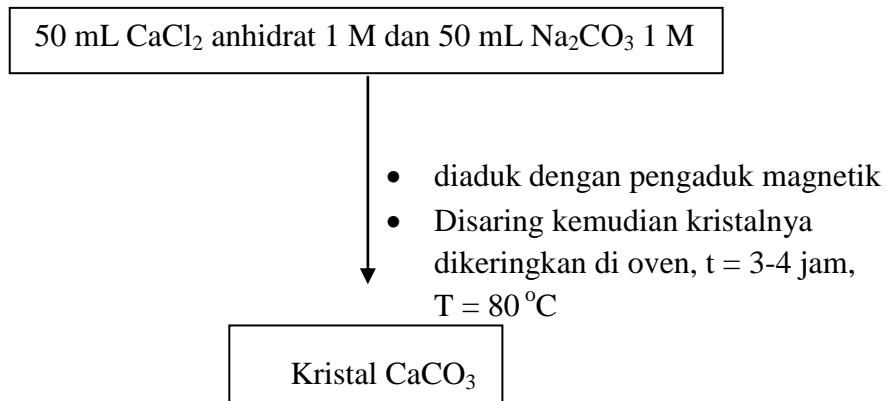 50 mL CaCl₂ anhidrat 1 M dan 50 mL Na₂CO₃ 1 M
• diaduk dengan pengaduk magnetik
• Disaring kemudian kristalnya
dikeringkan di oven, t = 3-4 jam,
T = 80 °C
Kristal CaCO₃